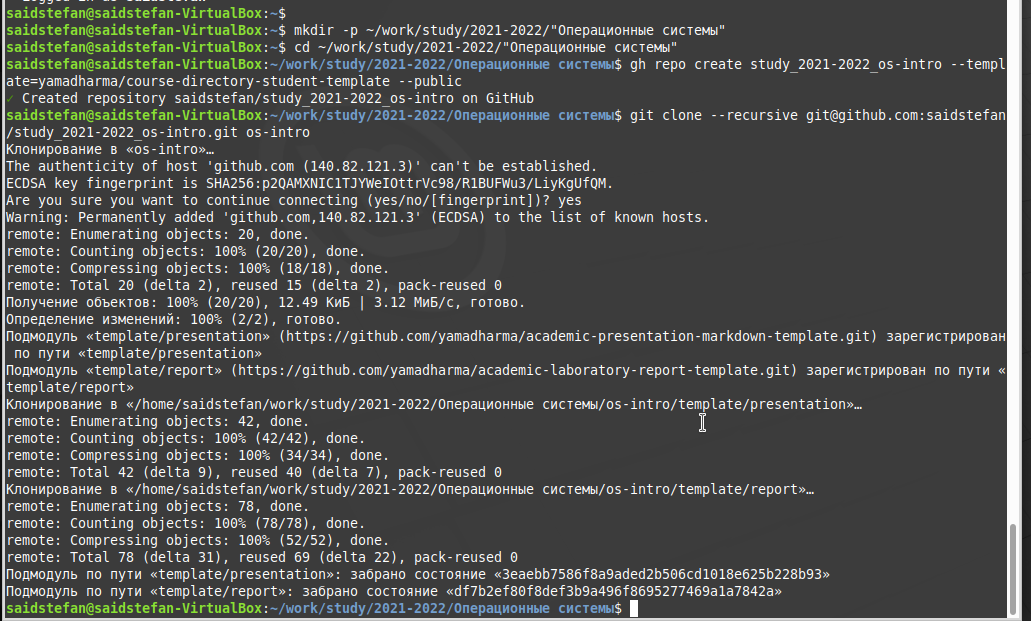 saidstefan@saidstefan-VirtualBox:~$
saidstefan@saidstefan-VirtualBox:~$ mkdir -p ~/work/study/2021-2022/"Операционные системы"
saidstefan@saidstefan-VirtualBox:~$ cd ~/work/study/2021-2022/"Операционные системы"
saidstefan@saidstefan-VirtualBox:~/work/study/2021-2022/Операционные системы$ gh repo create study_2021-2022_os-intro --templ
ate=yamadharma/course-directory-student-template --public
✓ Created repository saidstefan/study_2021-2022_os-intro on GitHub
saidstefan@saidstefan-VirtualBox:~/work/study/2021-2022/Операционные системы$ git clone --recursive git@github.com:saidstefan
/study_2021-2022_os-intro.git os-intro
Клонирование в «os-intro»…
The authenticity of host 'github.com (140.82.121.3)' can't be established.
ECDSA key fingerprint is SHA256:p2QAMXNIC1TJYWeIOttrVc98/R1BUFWu3/LiyKgUfQM.
Are you sure you want to continue connecting (yes/no/[fingerprint])? yes
Warning: Permanently added 'github.com,140.82.121.3' (ECDSA) to the list of known hosts.
remote: Enumerating objects: 20, done.
remote: Counting objects: 100% (20/20), done.
remote: Compressing objects: 100% (18/18), done.
remote: Total 20 (delta 2), reused 15 (delta 2), pack-reused 0
Получение объектов: 100% (20/20), 12.49 КиБ | 3.12 МиБ/с, готово.
Определение изменений: 100% (2/2), готово.
Подмодуль «template/presentation» (https://github.com/yamadharma/academic-presentation-markdown-template.git) зарегистрирован
по пути «template/presentation»
Подмодуль «template/report» (https://github.com/yamadharma/academic-laboratory-report-template.git) зарегистрирован по пути «
template/report»
Клонирование в «/home/saidstefan/work/study/2021-2022/Операционные системы/os-intro/template/presentation»…
remote: Enumerating objects: 42, done.
remote: Counting objects: 100% (42/42), done.
remote: Compressing objects: 100% (34/34), done.
remote: Total 42 (delta 9), reused 40 (delta 7), pack-reused 0
Клонирование в «/home/saidstefan/work/study/2021-2022/Операционные системы/os-intro/template/report»…
remote: Enumerating objects: 78, done.
remote: Counting objects: 100% (78/78), done.
remote: Compressing objects: 100% (52/52), done.
remote: Total 78 (delta 31), reused 69 (delta 22), pack-reused 0
Подмодуль по пути «template/presentation»: забрано состояние «3eaebb7586f8a9aded2b506cd1018e625b228b93»
Подмодуль по пути «template/report»: забрано состояние «df7b2ef80f8def3b9a496f8695277469a1a7842a»
saidstefan@saidstefan-VirtualBox:~/work/study/2021-2022/Операционные системы$